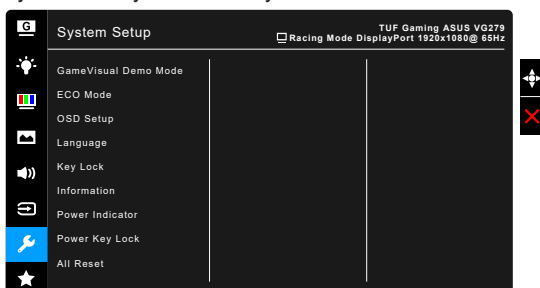 G
System Setup
TUF Gaming ASUS VG279
Racing Mode DisplayPort 1920x1080@ 65Hz
GameVisual Demo Mode
ECO Mode
OSD Setup
Language
Key Lock
Information
Power Indicator
Power Key Lock
All Reset